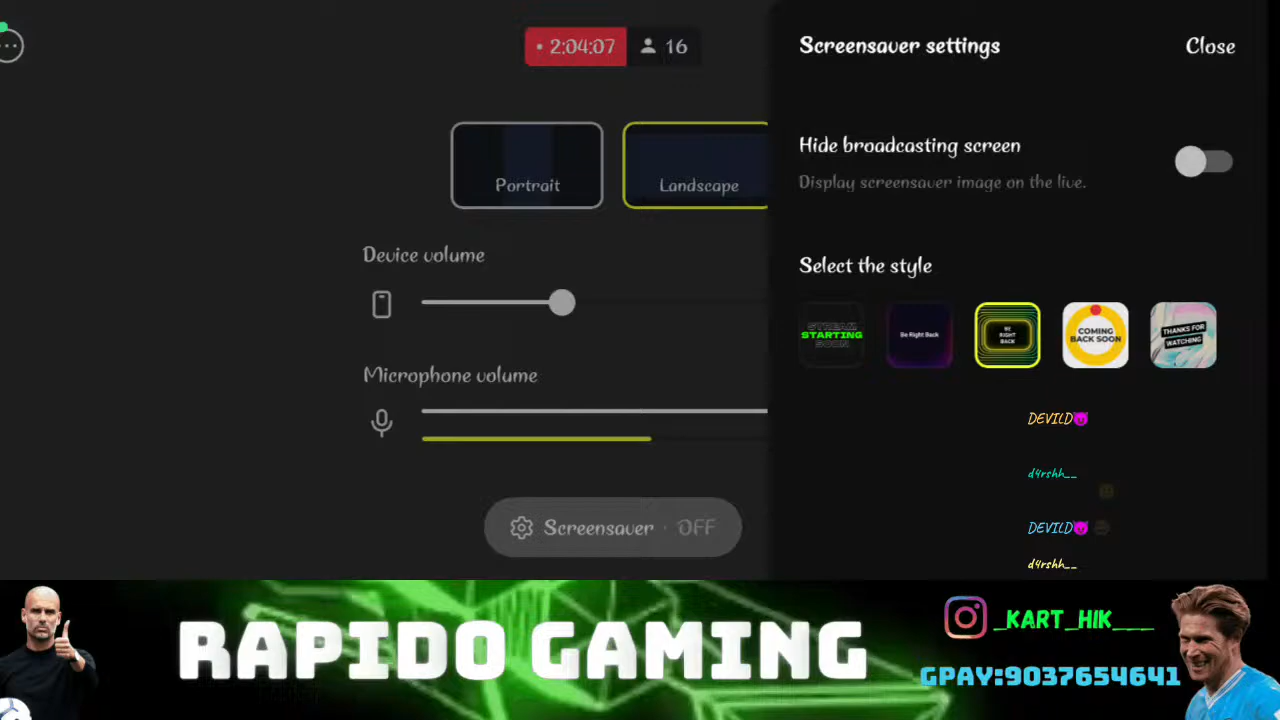 2:04:07
16
Screensaver settings
Close
Portrait
Landscape
Hide broadcasting screen
Display screensaver image on the live.
Device volume
Select the style
STREAM
STARTING
SOON
Be Right Back
BE
RIGHT
BACK
COMING
BACK SOON
THANKS FOR
WATCHING
Microphone volume
DEVILD😈
d4rshh__
DEVILD😈
d4rshh__
Screensaver · OFF
RAPIDO GAMING
_KART_HIK___
GPAY:9037654641